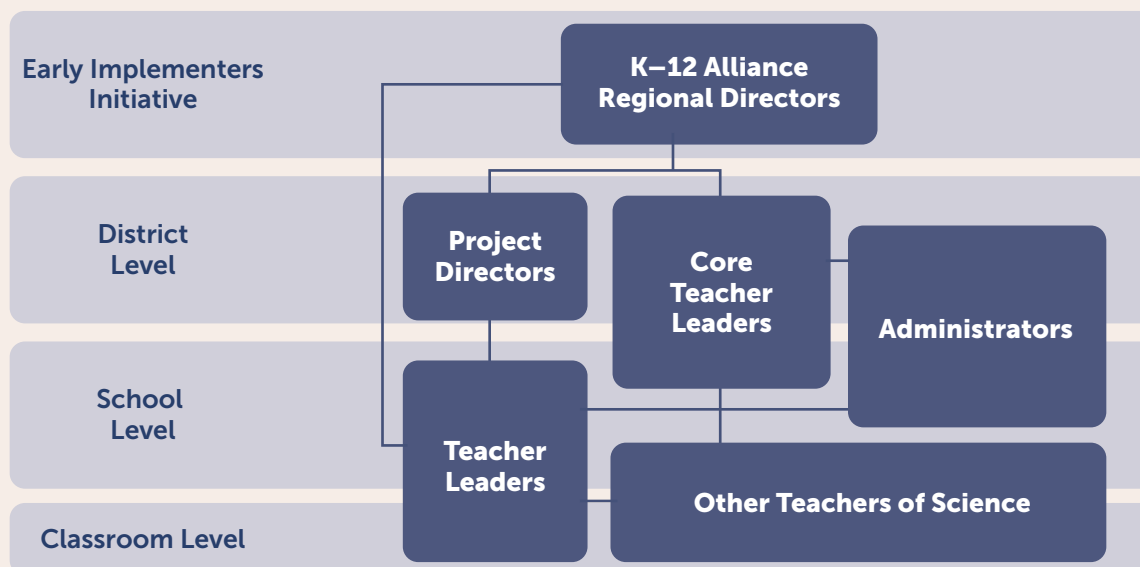 Early Implementers
Initiative
K–12 Alliance
Regional Directors
District
Level
Project
Directors
Core
Teacher
Leaders
Administrators
School
Level
Teacher
Leaders
Other Teachers of Science
Classroom Level